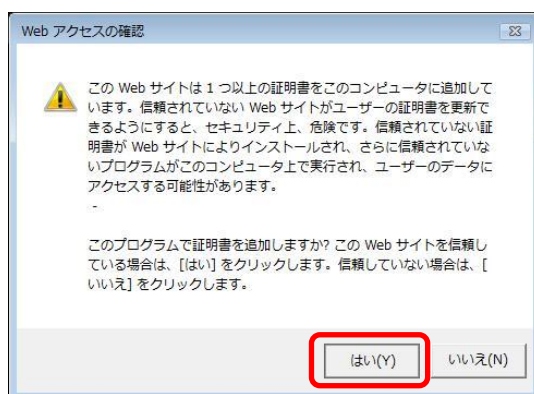 Web アクセスの確認
この Web サイトは 1 つ以上の証明書をこのコンピュータに追加して
います。信頼されていない Web サイトがユーザーの証明書を更新で
きるようにすると、セキュリティ上、危険です。信頼されていない証
明書が Web サイトによりインストールされ、さらに信頼されていな
いプログラムがこのコンピュータ上で実行され、ユーザーのデータに
アクセスする可能性があります。
-
このプログラムで証明書を追加しますか? この Web サイトを信頼し
ている場合は、[はい] をクリックします。信頼していない場合は、[
いいえ] をクリックします。
はい(Y) いいえ(N)